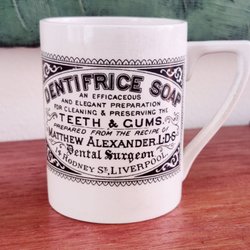 DENTIFRICE SOAP
AN EFFICACEOUS
AND ELEGANT PREPARATION
FOR CLEANING & PRESERVING THE
TEETH & GUMS.
PREPARED FROM THE RECIPE OF
MATTHEW ALEXANDER. L.D.S.
Dental Surgeon,
RODNEY ST, LIVERPOOL.